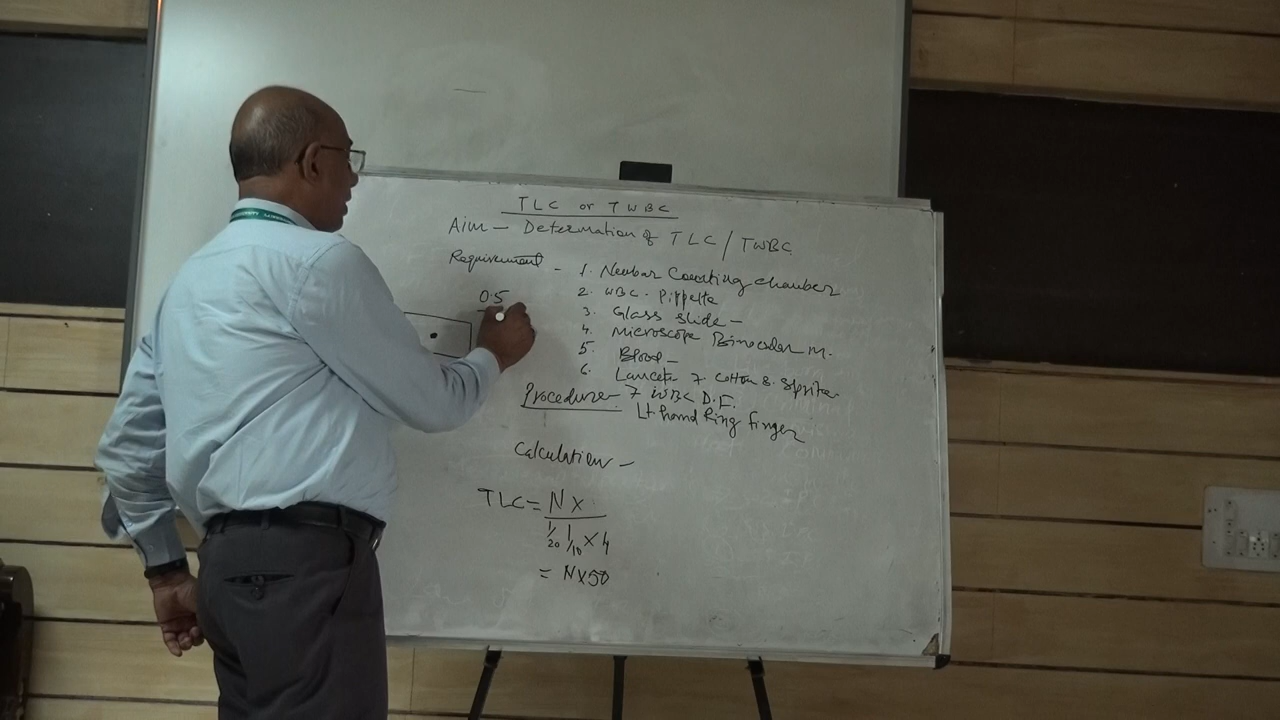 TLC or TWBC
Aim - Determination of TLC / TWBC
Requirement - 1. Neubar Counting chamber
2. WBC. Pippette
3. Glass slide -
4. Microscope Binocular m.
5. Blood -
6. Lancet 7. Cotton 8. Spirit
0.5
Procedure - 7 WBC D.F.
Lt hand Ring finger
Calculation -
TLC = N x
1/20 1/10 x 4
= N x 50